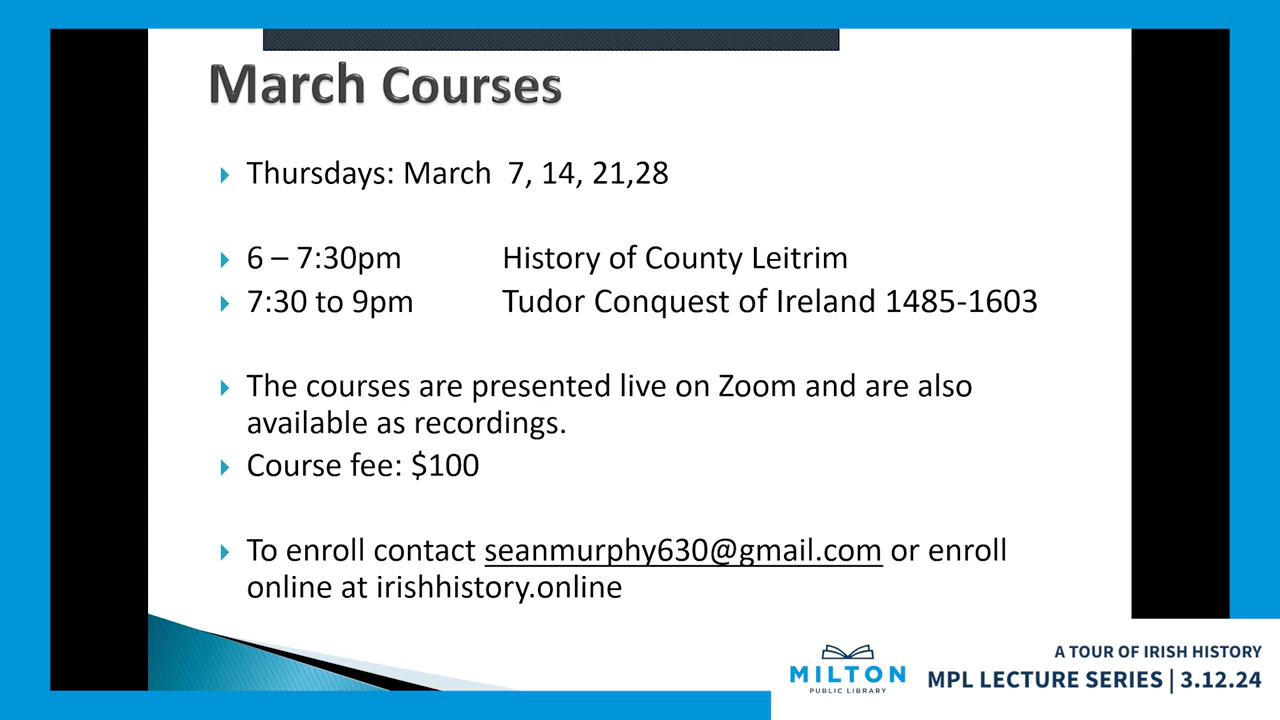 March Courses
Thursdays: March 7, 14, 21,28
6 – 7:30pm History of County Leitrim
7:30 to 9pm Tudor Conquest of Ireland 1485-1603
The courses are presented live on Zoom and are also
available as recordings.
Course fee: $100
To enroll contact seanmurphy630@gmail.com or enroll
online at irishhistory.online
MILTON
PUBLIC LIBRARY
A TOUR OF IRISH HISTORY
MPL LECTURE SERIES | 3.12.24